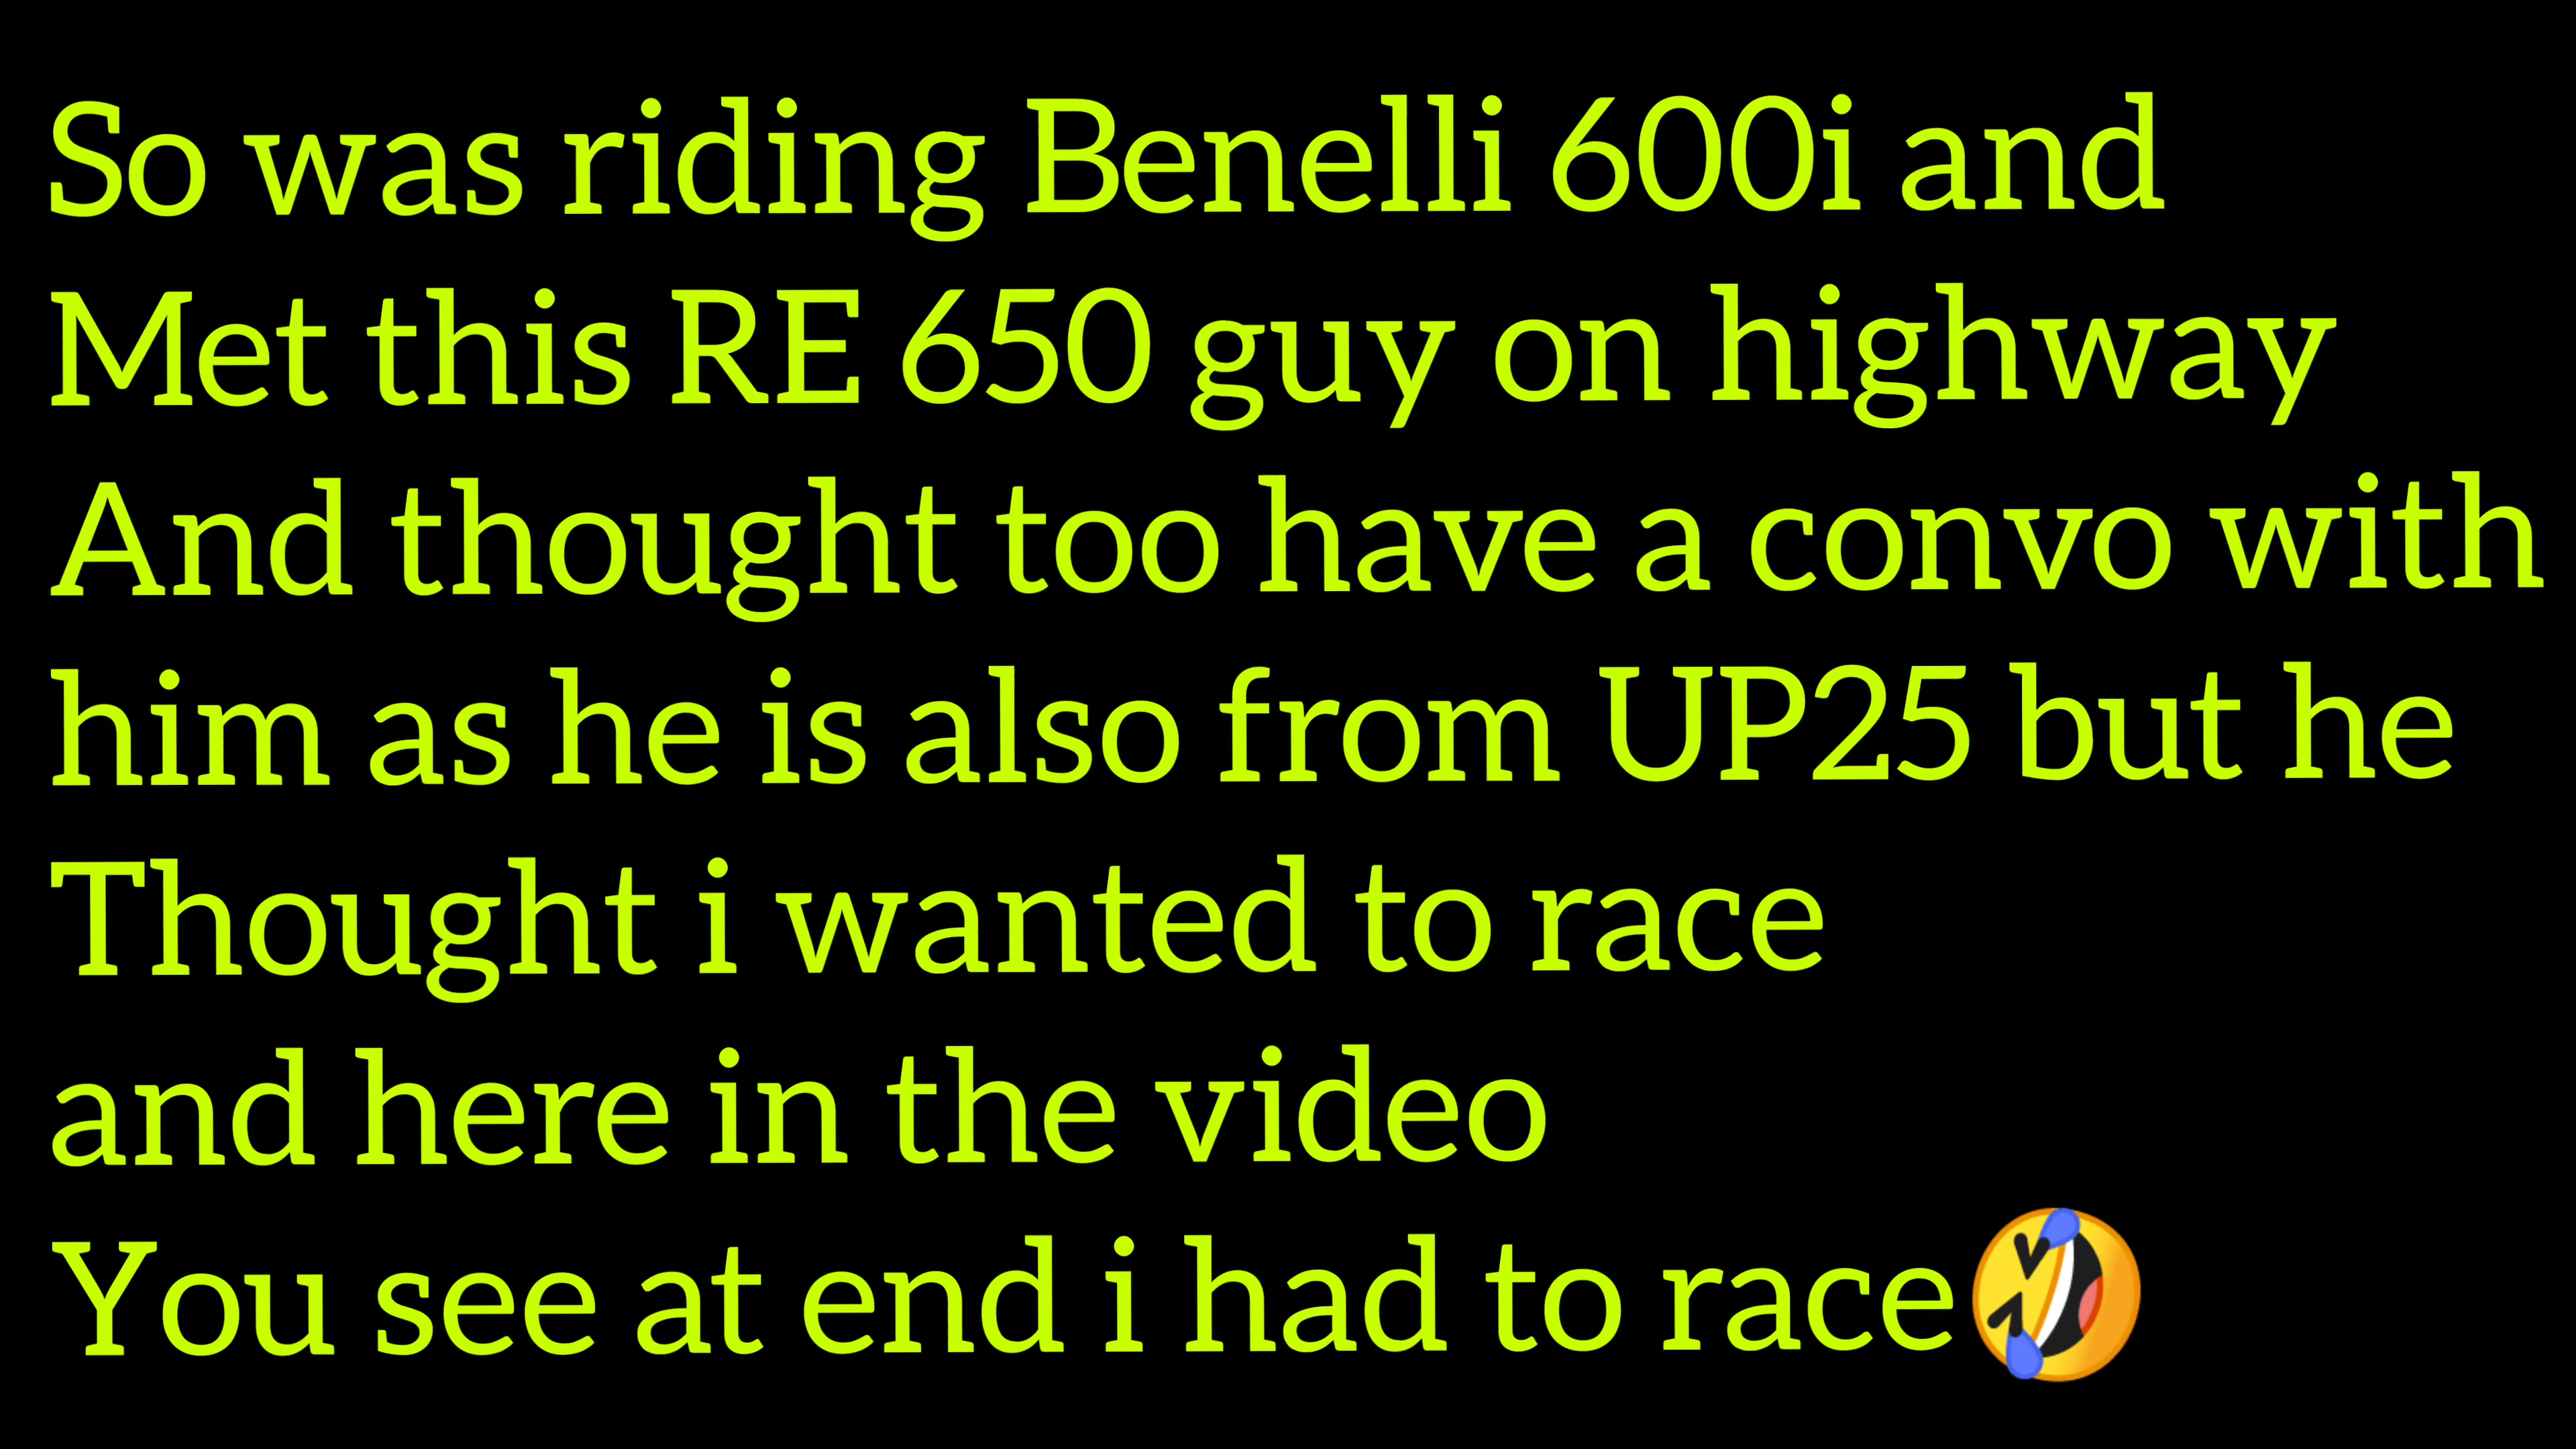 So was riding Benelli 600i and
Met this RE 650 guy on highway
And thought too have a convo with
him as he is also from UP25 but he
Thought i wanted to race
and here in the video
You see at end i had to race🤣